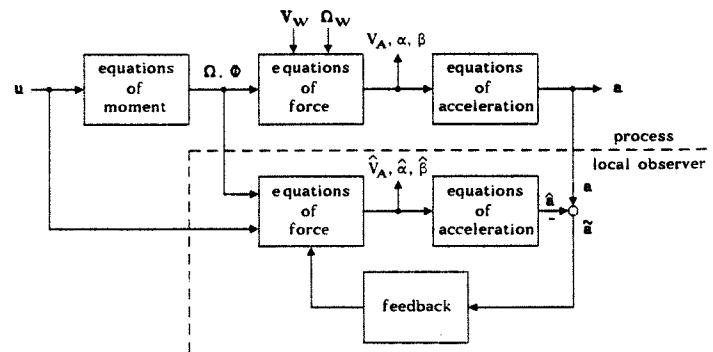 V_W Ω_W
V_A, α, β
equations of moment
Ω, Φ
equations of force
equations of acceleration
u
a
process
local observer
V̂_A, α̂, β̂
equations of force
equations of acceleration
a
â
-
ã
feedback